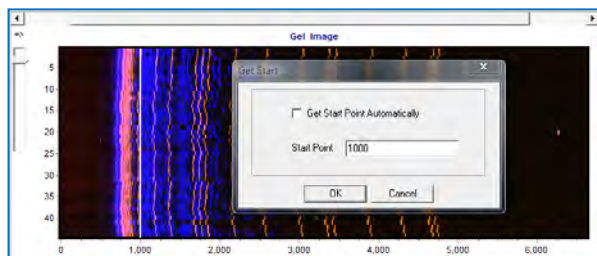 =>
Gel Image
Get Start
X
5
10
15
20
25
30
35
40
Get Start Point Automatically
Start Point 1000
OK Cancel
0 1,000 2,000 3,000 4,000 5,000 6,000